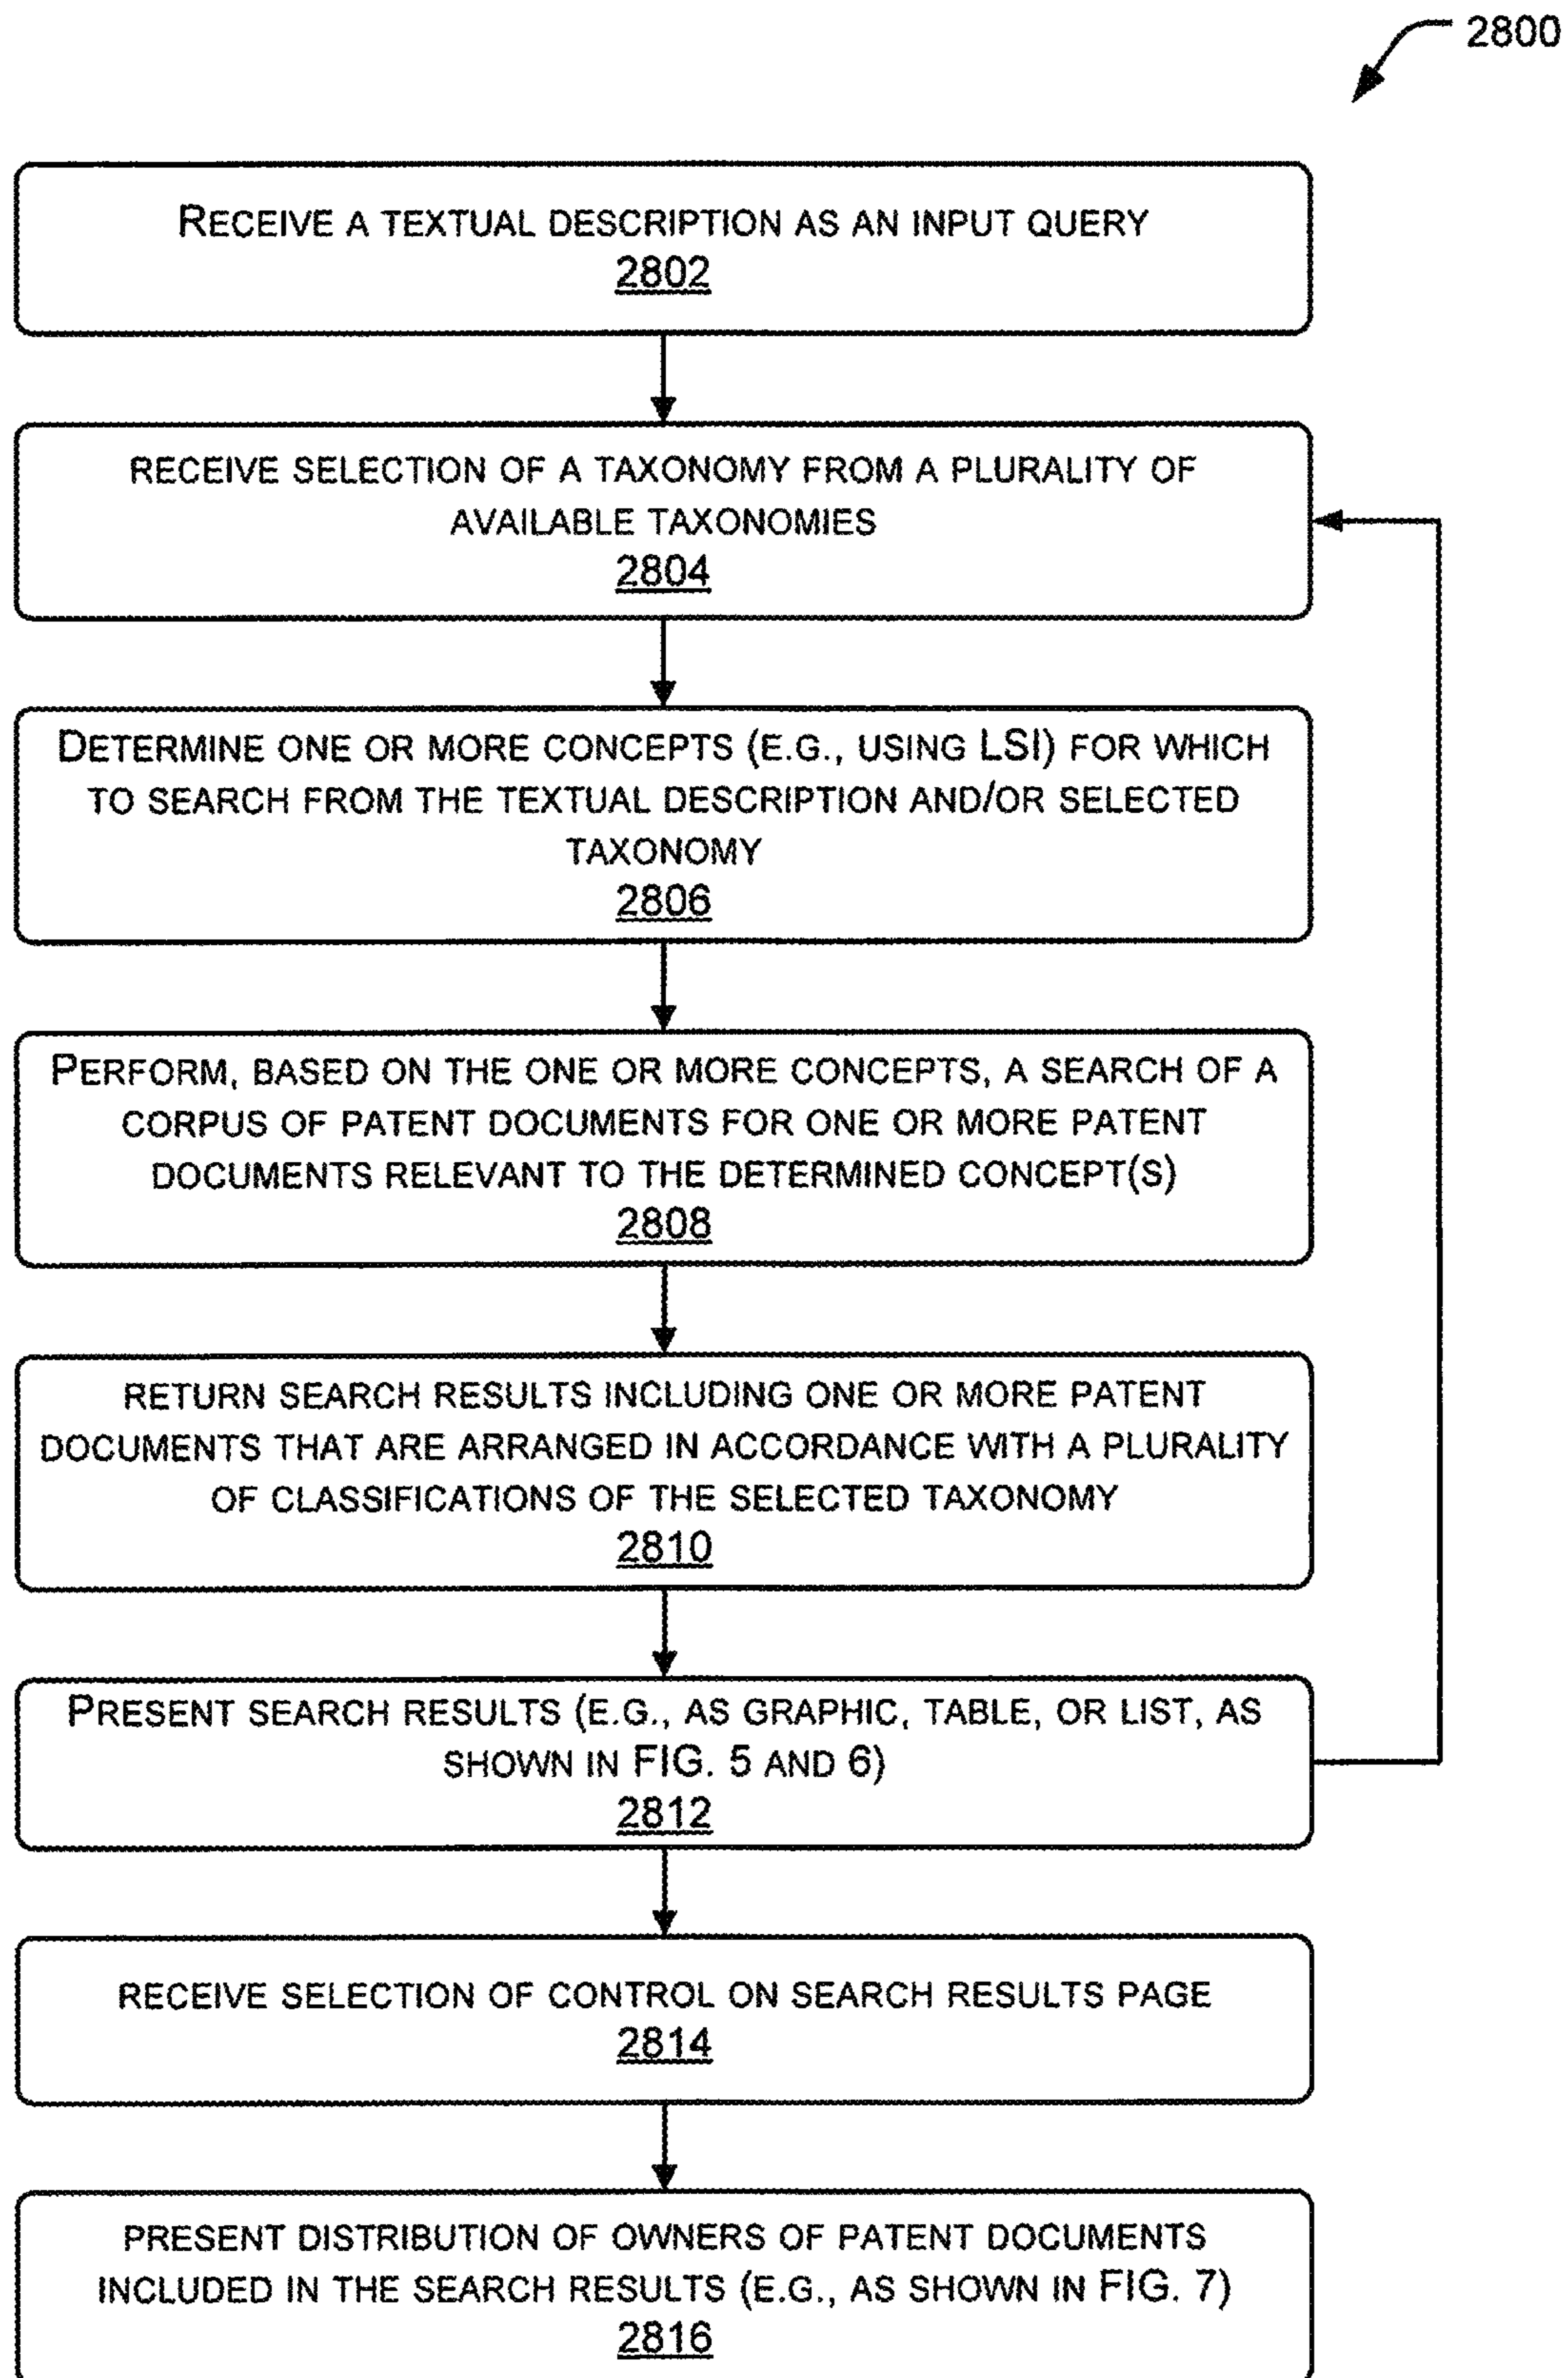 2800
RECEIVE A TEXTUAL DESCRIPTION AS AN INPUT QUERY
2802
RECEIVE SELECTION OF A TAXONOMY FROM A PLURALITY OF
AVAILABLE TAXONOMIES
2804
DETERMINE ONE OR MORE CONCEPTS (E.G., USING LSI) FOR WHICH
TO SEARCH FROM THE TEXTUAL DESCRIPTION AND/OR SELECTED
TAXONOMY
2806
PERFORM, BASED ON THE ONE OR MORE CONCEPTS, A SEARCH OF A
CORPUS OF PATENT DOCUMENTS FOR ONE OR MORE PATENT
DOCUMENTS RELEVANT TO THE DETERMINED CONCEPT(S)
2808
RETURN SEARCH RESULTS INCLUDING ONE OR MORE PATENT
DOCUMENTS THAT ARE ARRANGED IN ACCORDANCE WITH A PLURALITY
OF CLASSIFICATIONS OF THE SELECTED TAXONOMY
2810
PRESENT SEARCH RESULTS (E.G., AS GRAPHIC, TABLE, OR LIST, AS
SHOWN IN FIG. 5 AND 6)
2812
RECEIVE SELECTION OF CONTROL ON SEARCH RESULTS PAGE
2814
PRESENT DISTRIBUTION OF OWNERS OF PATENT DOCUMENTS
INCLUDED IN THE SEARCH RESULTS (E.G., AS SHOWN IN FIG. 7)
2816